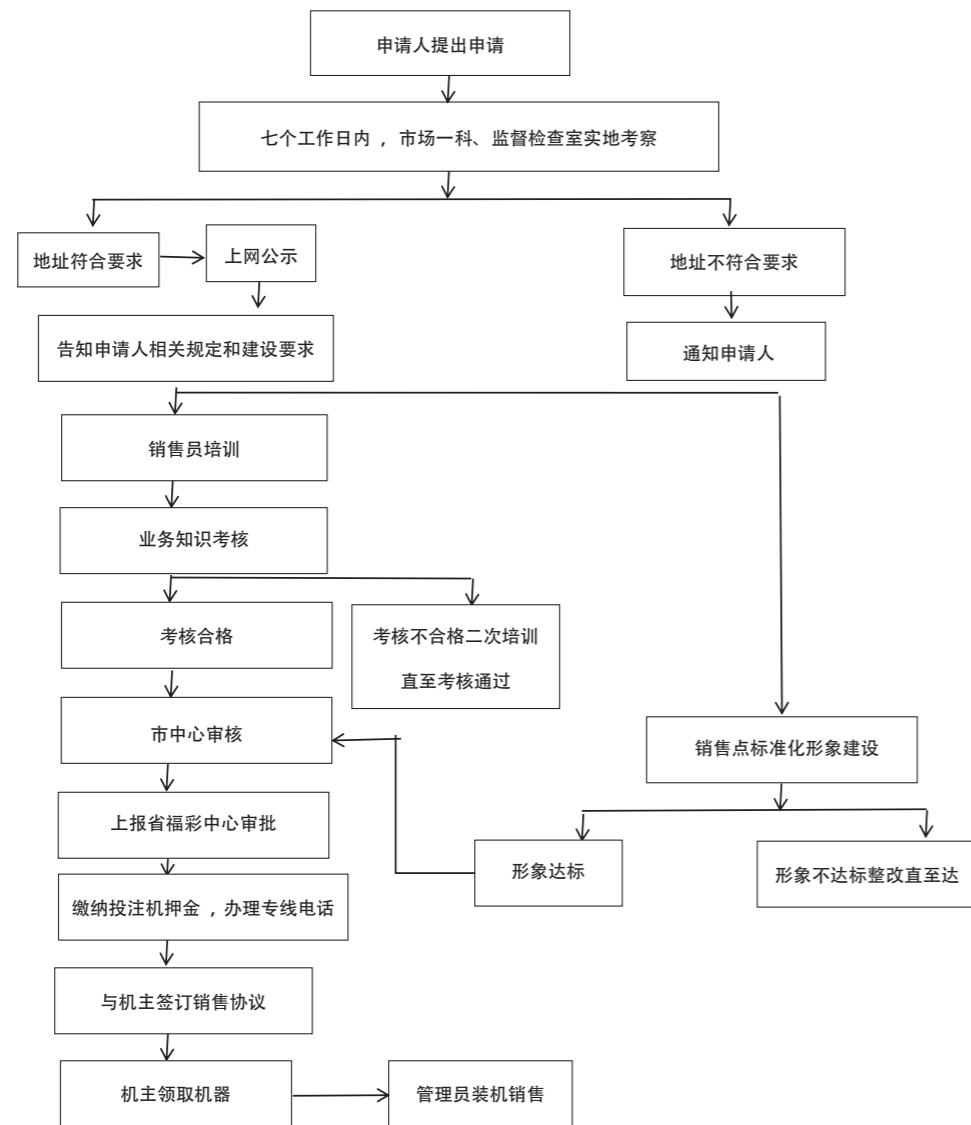 申请人提出申请
七个工作日内，市场一科、监督检查室实地考察
地址符合要求
上网公示
地址不符合要求
告知申请人相关规定和建设要求
通知申请人
销售员培训
业务知识考核
考核合格
考核不合格二次培训
直至考核通过
市中心审核
销售点标准化形象建设
上报省福彩中心审批
形象达标
形象不达标整改直至达
缴纳投注机押金，办理专线电话
与机主签订销售协议
机主领取机器
管理员装机销售